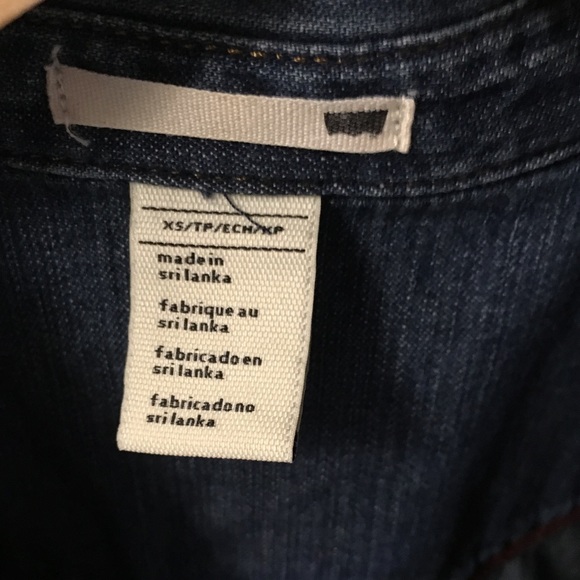 XS/TP/ECH/XP
made in
sri lanka
fabrique au
sri lanka
fabricado en
sri lanka
fabricado no
sri lanka